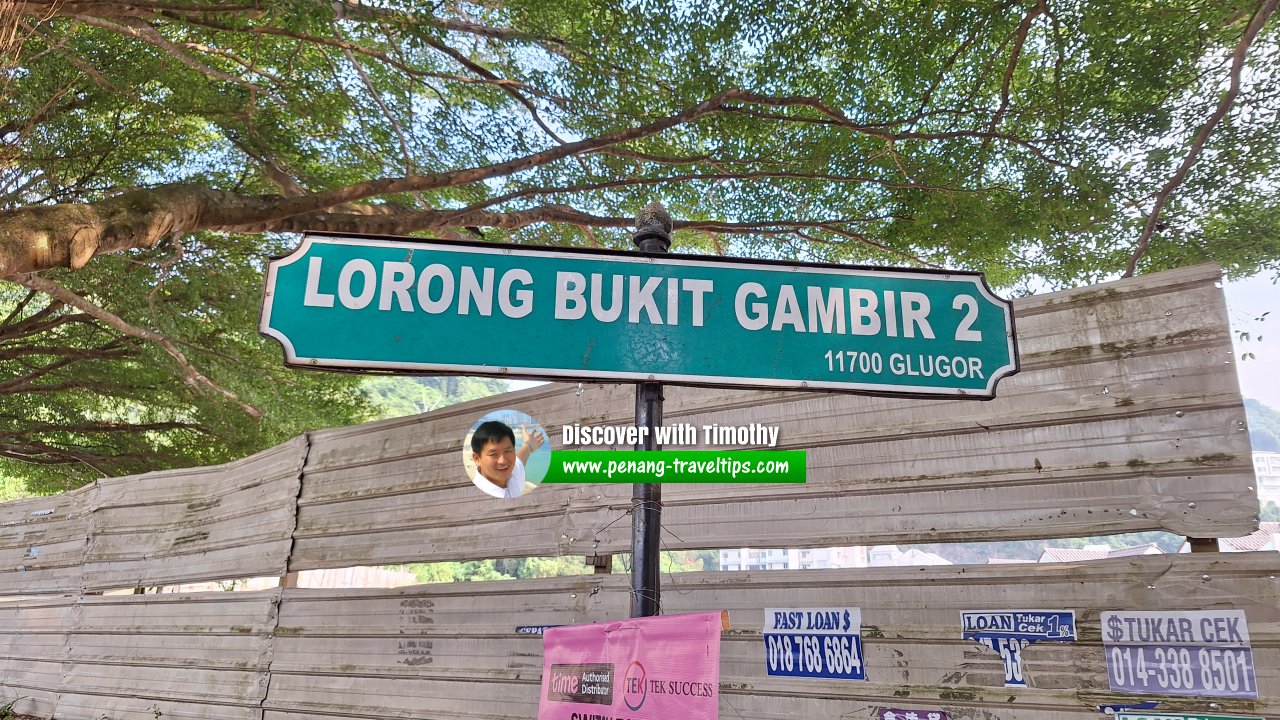 LORONG BUKIT GAMBIR 2
11700 GLUGOR
Discover with Timothy
www.penang-traveltips.com
FAST LOAN $
018 768 6864
LOAN Tukar Cek 1%
$TUKAR CEK
014-338 8501
time Authorised Distributor
TEK TEK SUCCESS